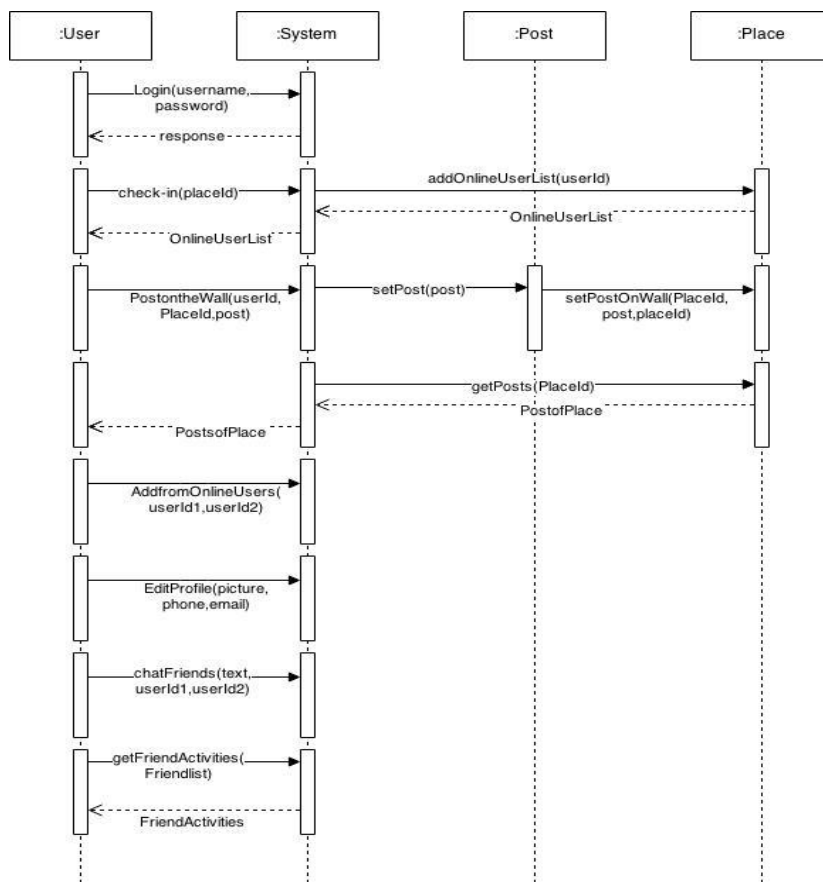 :User
:System
:Post
:Place
Login(username,
password)
response
check-in(placeId)
addOnlineUserList(userId)
OnlineUserList
OnlineUserList
PostontheWall(userId,
PlaceId,post)
setPost(post)
setPostOnWall(PlaceId,
post,placeId)
getPosts(PlaceId)
PostofPlace
PostsofPlace
AddfromOnlineUsers(
userId1,userId2)
EditProfile(picture,
phone,email)
chatFriends(text,
userId1,userId2)
getFriendActivities(
Friendlist)
FriendActivities